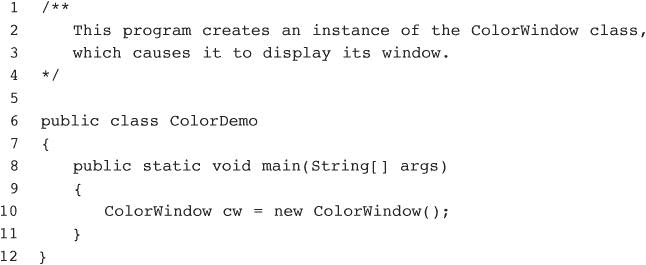 1 /**
2    This program creates an instance of the ColorWindow class,
3    which causes it to display its window.
4 */
5
6 public class ColorDemo
7 {
8    public static void main(String[] args)
9    {
10      ColorWindow cw = new ColorWindow();
11   }
12 }